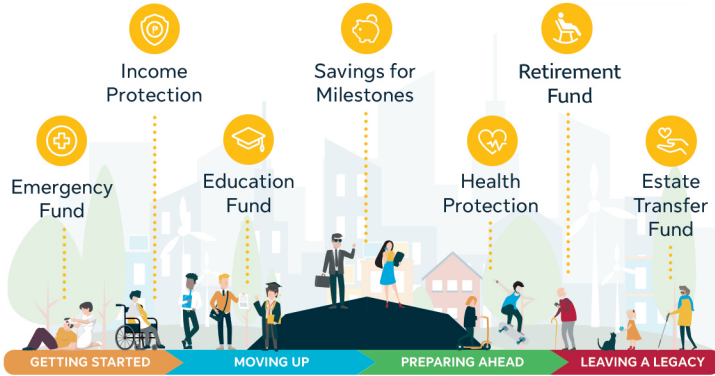 Income
Protection
Savings for
Milestones
Retirement
Fund
Emergency
Fund
Education
Fund
Health
Protection
Estate
Transfer
Fund
GETTING STARTED
MOVING UP
PREPARING AHEAD
LEAVING A LEGACY